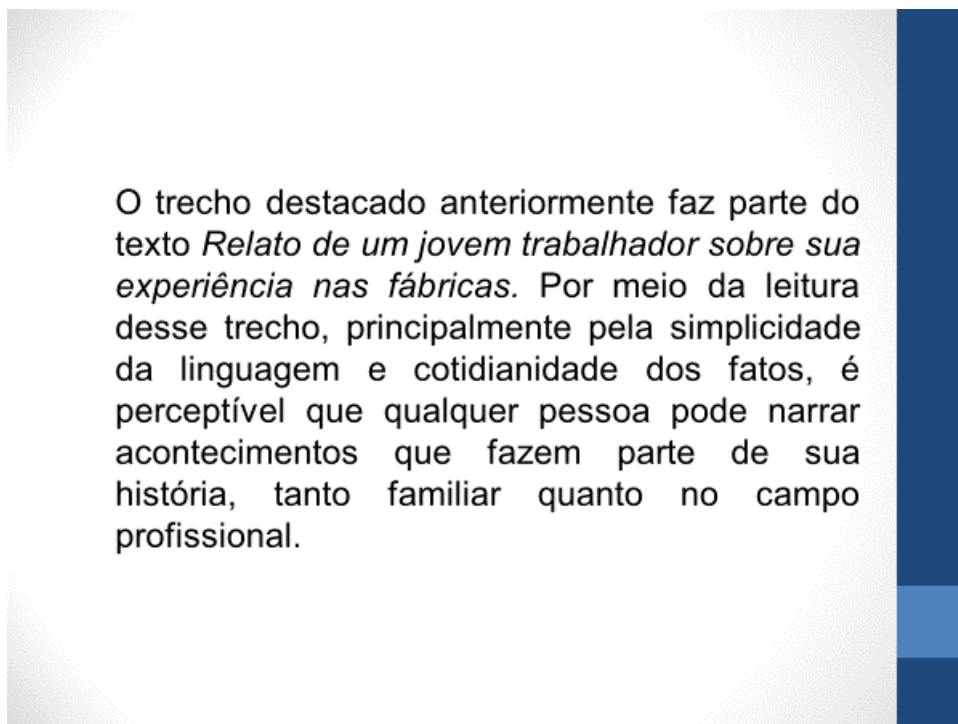 O trecho destacado anteriormente faz parte do
texto Relato de um jovem trabalhador sobre sua
experiência nas fábricas. Por meio da leitura
desse trecho, principalmente pela simplicidade
da linguagem e cotidianidade dos fatos, é
perceptível que qualquer pessoa pode narrar
acontecimentos que fazem parte de sua
história, tanto familiar quanto no campo
profissional.